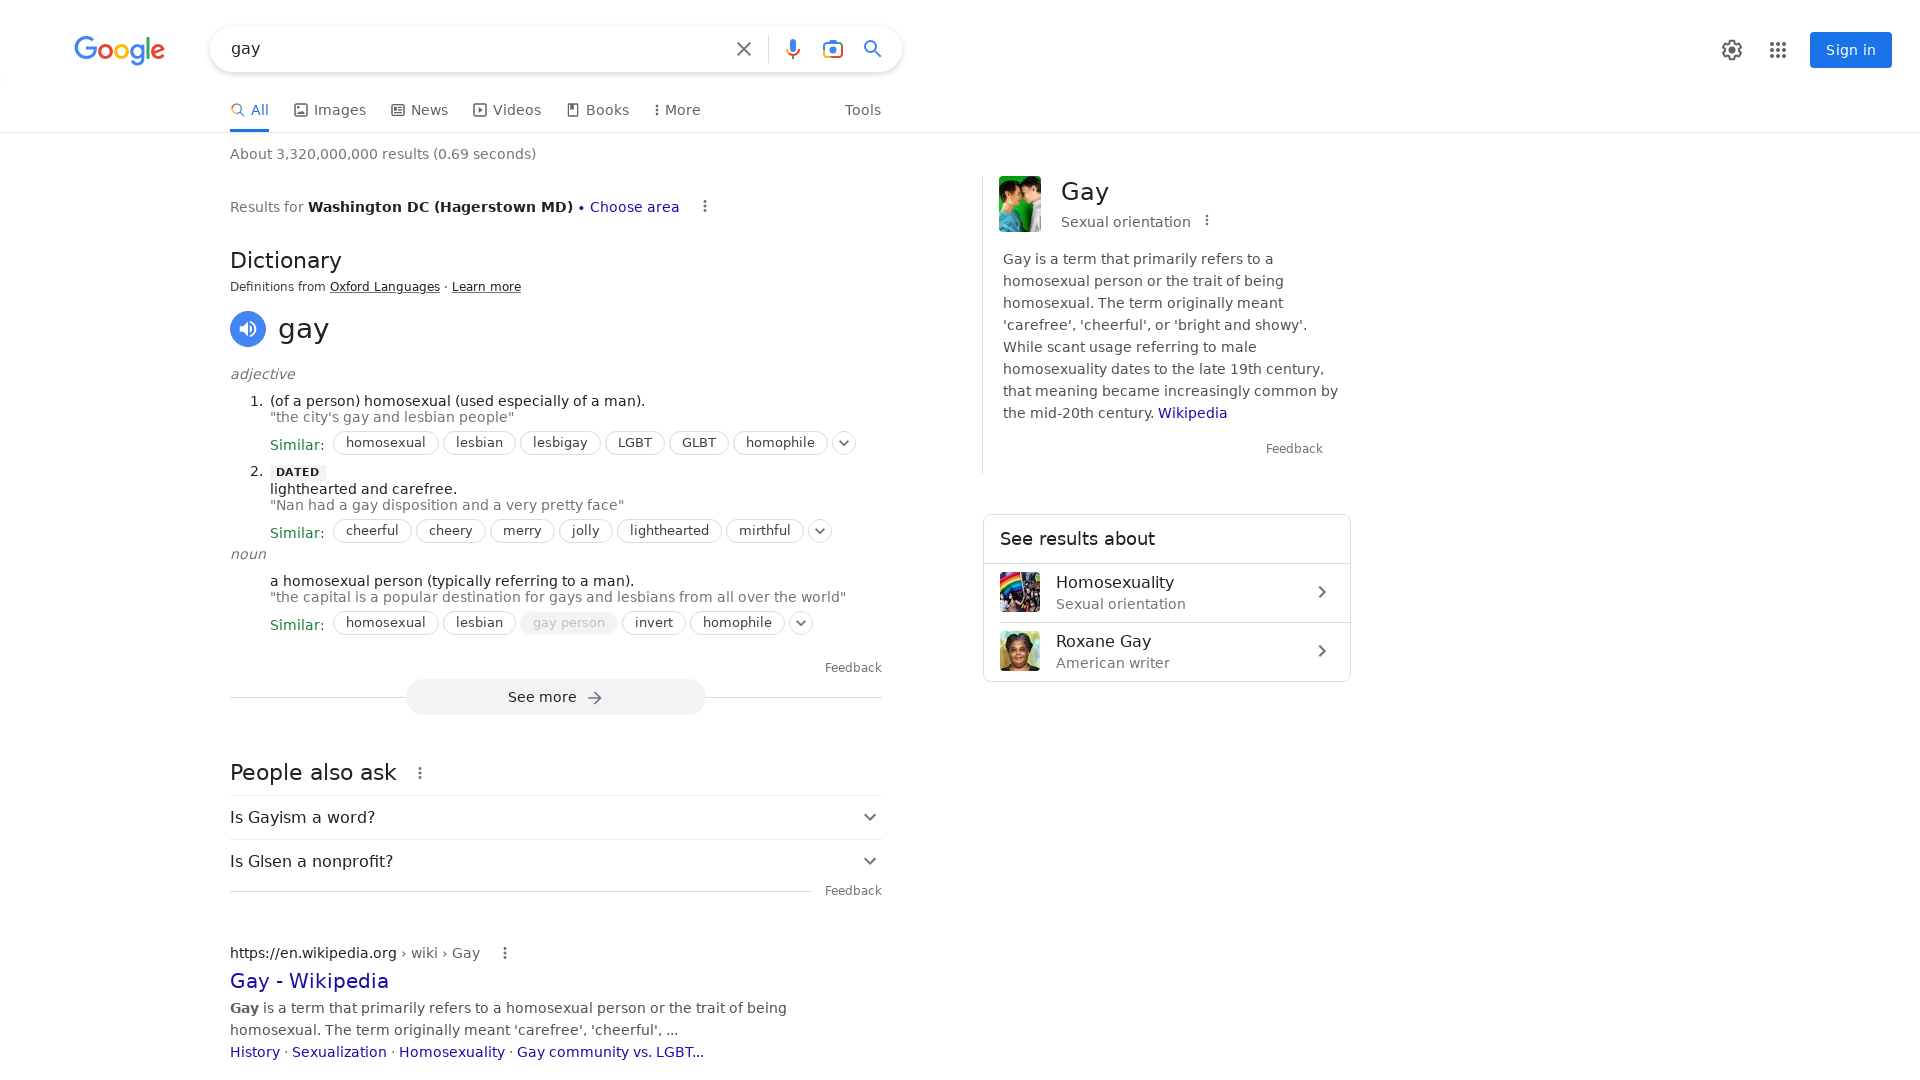 Google
gay
Sign in
All
Images
News
Videos
Books
More
Tools
About 3,320,000,000 results (0.69 seconds)
Results for Washington DC (Hagerstown MD) • Choose area
Dictionary
Definitions from Oxford Languages · Learn more
gay
adjective
1. (of a person) homosexual (used especially of a man).
"the city's gay and lesbian people"
Similar: homosexual lesbian lesbigay LGBT GLBT homophile
2. DATED
lighthearted and carefree.
"Nan had a gay disposition and a very pretty face"
Similar: cheerful cheery merry jolly lighthearted mirthful
noun
a homosexual person (typically referring to a man).
"the capital is a popular destination for gays and lesbians from all over the world"
Similar: homosexual lesbian gay person invert homophile
Feedback
See more
People also ask
Is Gayism a word?
Is Glsen a nonprofit?
Feedback
https://en.wikipedia.org › wiki › Gay
Gay - Wikipedia
Gay is a term that primarily refers to a homosexual person or the trait of being
homosexual. The term originally meant 'carefree', 'cheerful', ...
History · Sexualization · Homosexuality · Gay community vs. LGBT...
Gay
Sexual orientation
Gay is a term that primarily refers to a
homosexual person or the trait of being
homosexual. The term originally meant
'carefree', 'cheerful', or 'bright and showy'.
While scant usage referring to male
homosexuality dates to the late 19th century,
that meaning became increasingly common by
the mid-20th century. Wikipedia
Feedback
See results about
Homosexuality
Sexual orientation
Roxane Gay
American writer